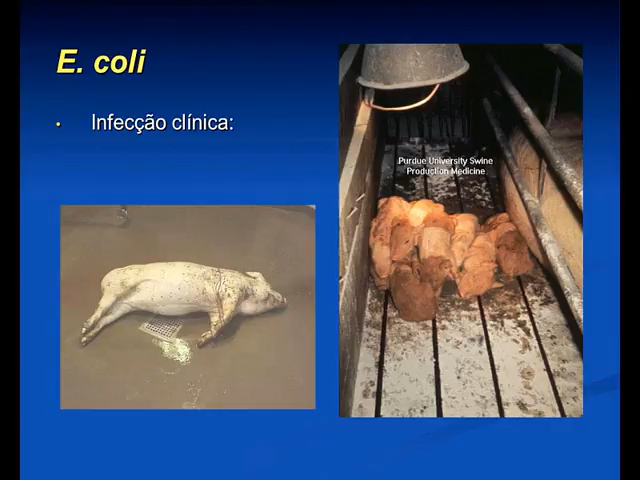 E. coli
• Infecção clínica:
Purdue University Swine
Production Medicine